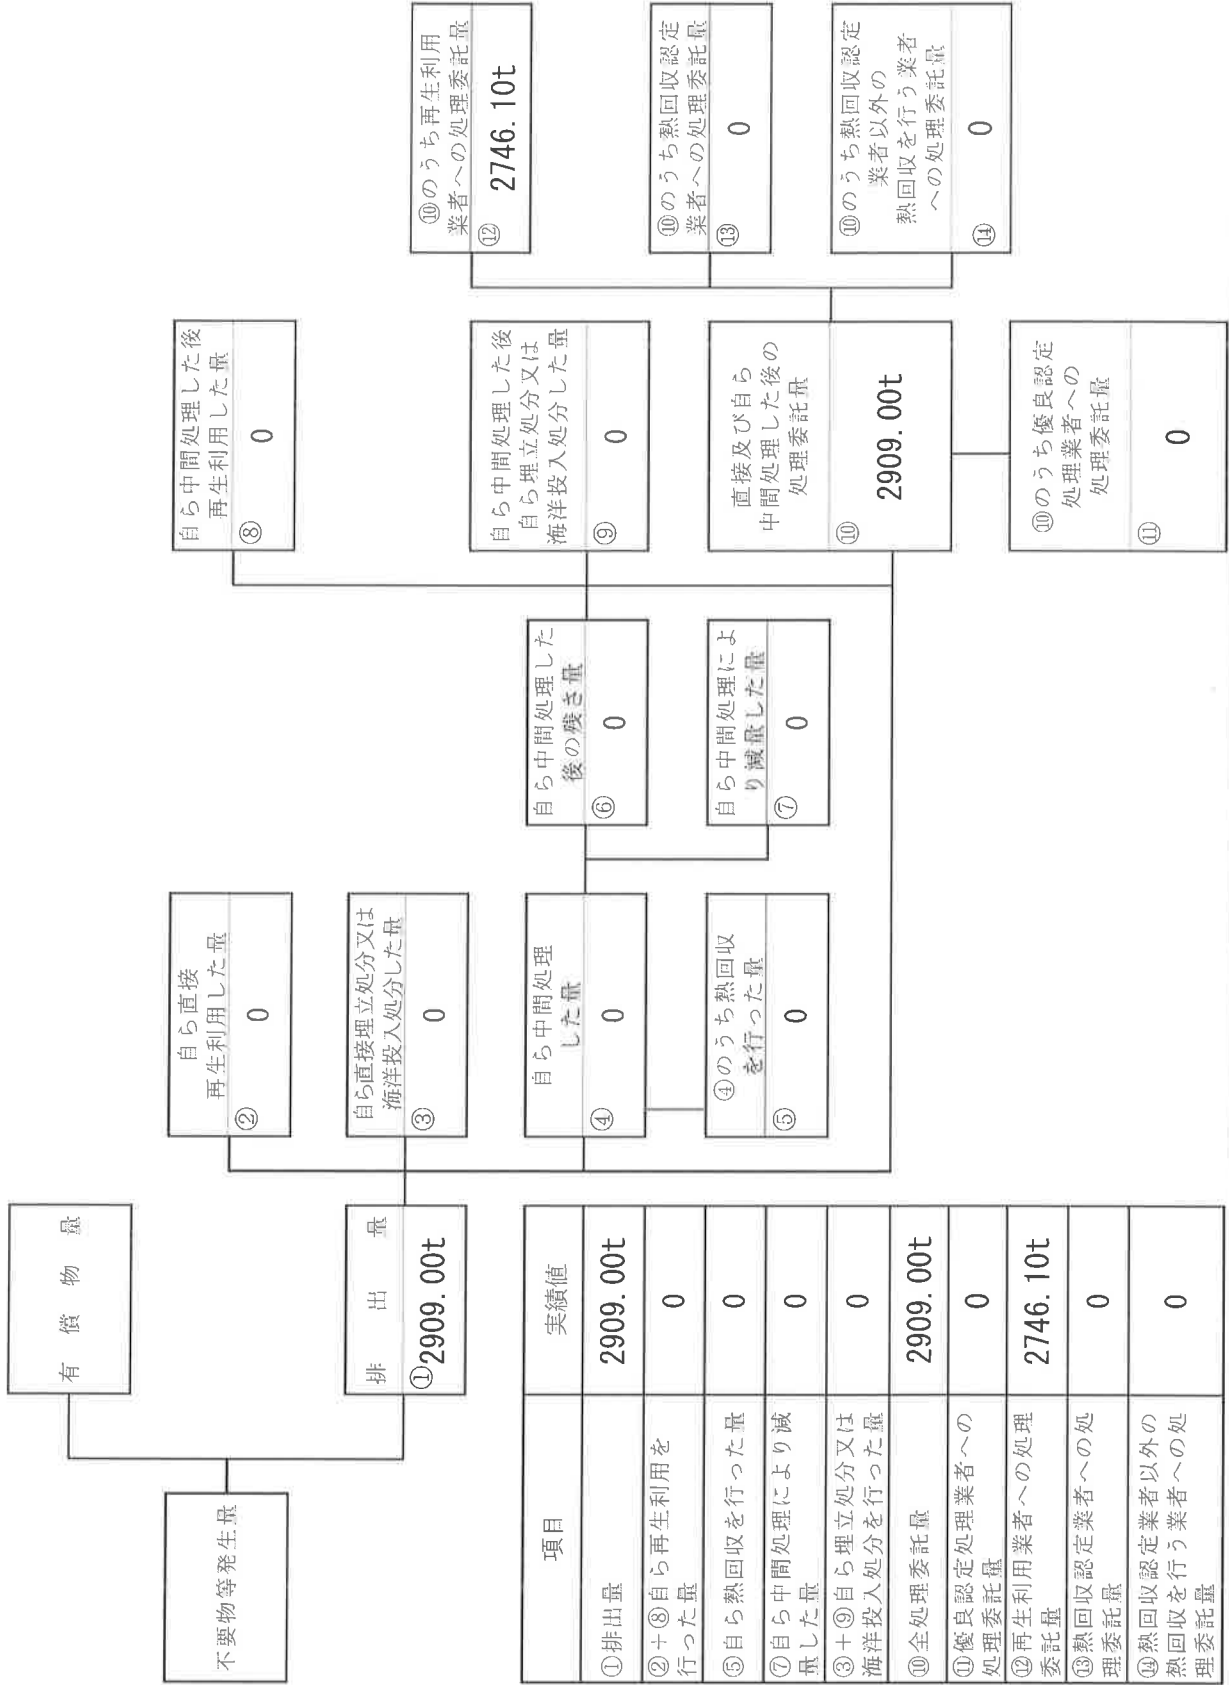 不要物等発生量
有償物量
排出量
①2909.00t
自ら直接
再生利用した量
②
0
自ら直接埋立処分又は
海洋投入処分した量
③
0
自ら中間処理
した量
④
0
④のうち熱回収
を行った量
⑤
0
自ら中間処理した
後の残さ量
⑥
0
自ら中間処理によ
り減量した量
⑦
0
自ら中間処理した後
再生利用した量
⑧
0
自ら中間処理した後
自ら埋立処分又は
海洋投入処分した量
⑨
0
直接及び自ら
中間処理した後の
処理委託量
⑩
2909.00t
⑩のうち優良認定
処理業者への
処理委託量
⑪
0
⑩のうち再生利用
業者への処理委託量
⑫
2746.10t
⑩のうち熱回収認定
業者への処理委託量
⑬
0
⑩のうち熱回収認定
業者以外の
熱回収を行う業者
への処理委託量
⑭
0
項目 実績値
①排出量 2909.00t
②+⑧自ら再生利用を
行った量 0
⑤自ら熱回収を行った量 0
⑦自ら中間処理により減
量した量 0
③+⑨自ら埋立処分又は
海洋投入処分を行った量 0
⑩全処理委託量 2909.00t
⑪優良認定処理業者への
処理委託量 0
⑫再生利用業者への処理
委託量 2746.10t
⑬熱回収認定業者への処
理委託量 0
⑭熱回収認定業者以外の
熱回収を行う業者への処
理委託量 0